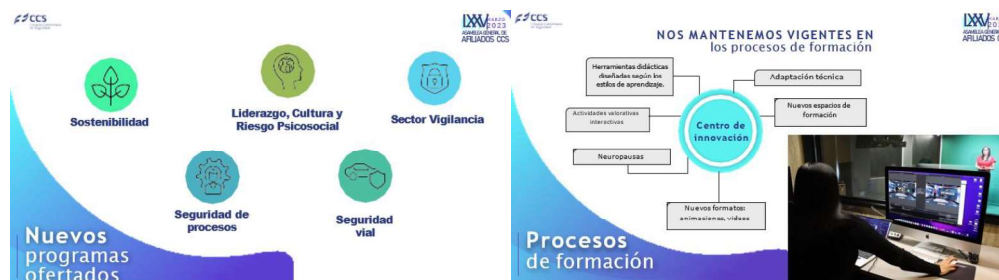 CCS
LXXV MARZO
2023
ASAMBLEA GENERAL DE
AFILIADOS CCS
Sostenibilidad
Liderazgo, Cultura y
Riesgo Psicosocial
Sector Vigilancia
Seguridad de
procesos
Seguridad
vial
Nuevos
programas
ofertados
CCS
LXXV
ASAMBLEA GENERAL
AFILIADOS
NOS MANTENEMOS VIGENTES EN
los procesos de formación
Herramientas didácticas
diseñadas según los
estilos de aprendizaje.
Adaptación técnica
Actividades valorativas
interactivas
Nuevos espacios de
formación
Centro de
innovación
Neuropausas
Nuevos formatos:
animaciones, videos
Procesos
de formación